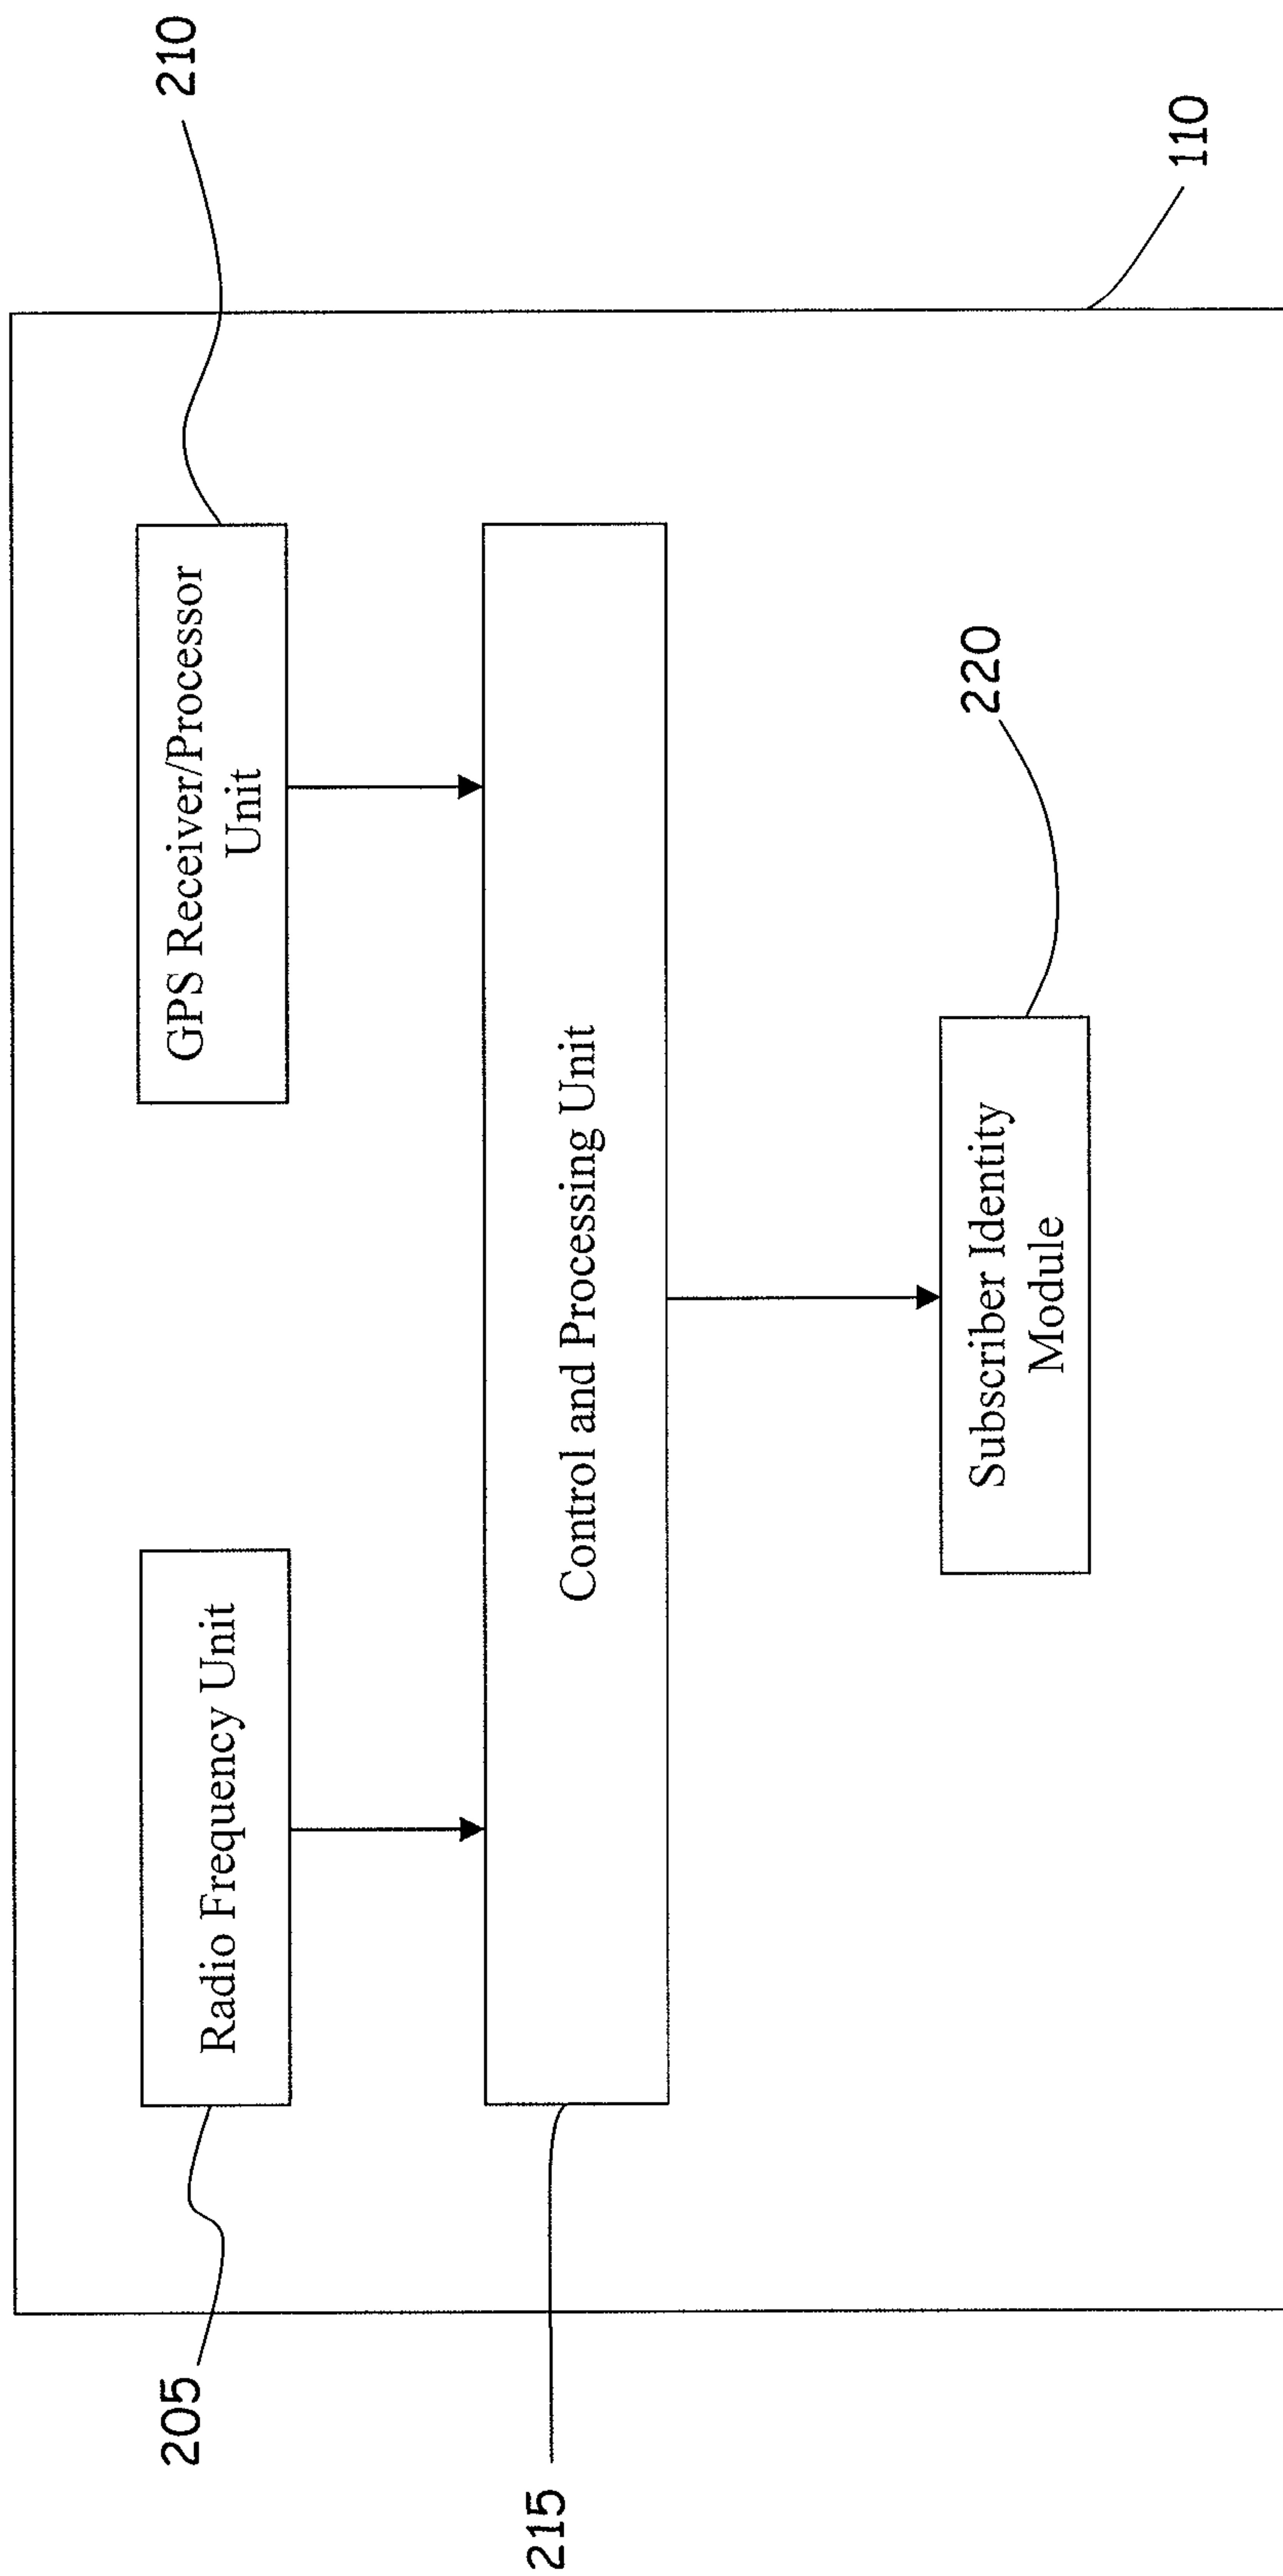 205
Radio Frequency Unit
GPS Receiver/Processor
Unit
210
215
Control and Processing Unit
Subscriber Identity
Module
220
110